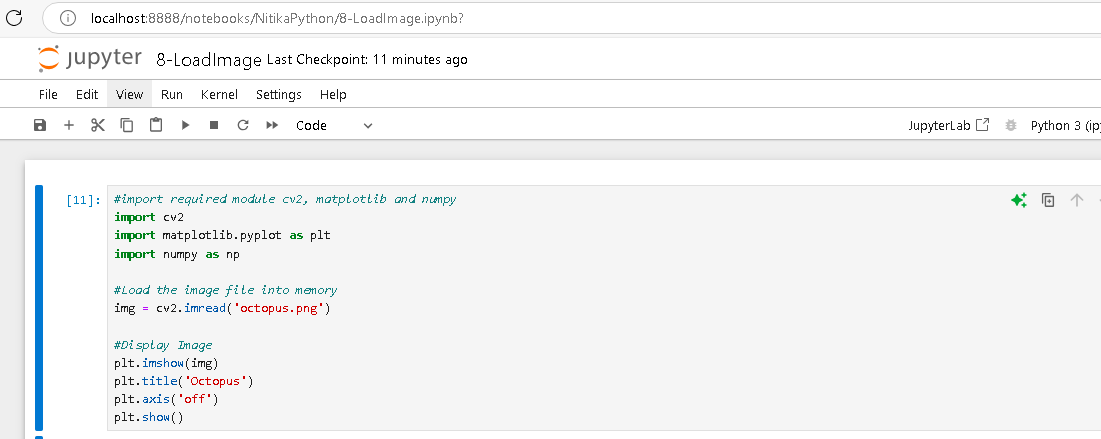 localhost:8888/notebooks/NitikaPython/8-LoadImage.ipynb?
jupyter 8-LoadImage Last Checkpoint: 11 minutes ago
File Edit View Run Kernel Settings Help
Code JupyterLab Python 3 (ip
[11]: #import required module cv2, matplotlib and numpy
import cv2
import matplotlib.pyplot as plt
import numpy as np
#Load the image file into memory
img = cv2.imread('octopus.png')
#Display Image
plt.imshow(img)
plt.title('Octopus')
plt.axis('off')
plt.show()